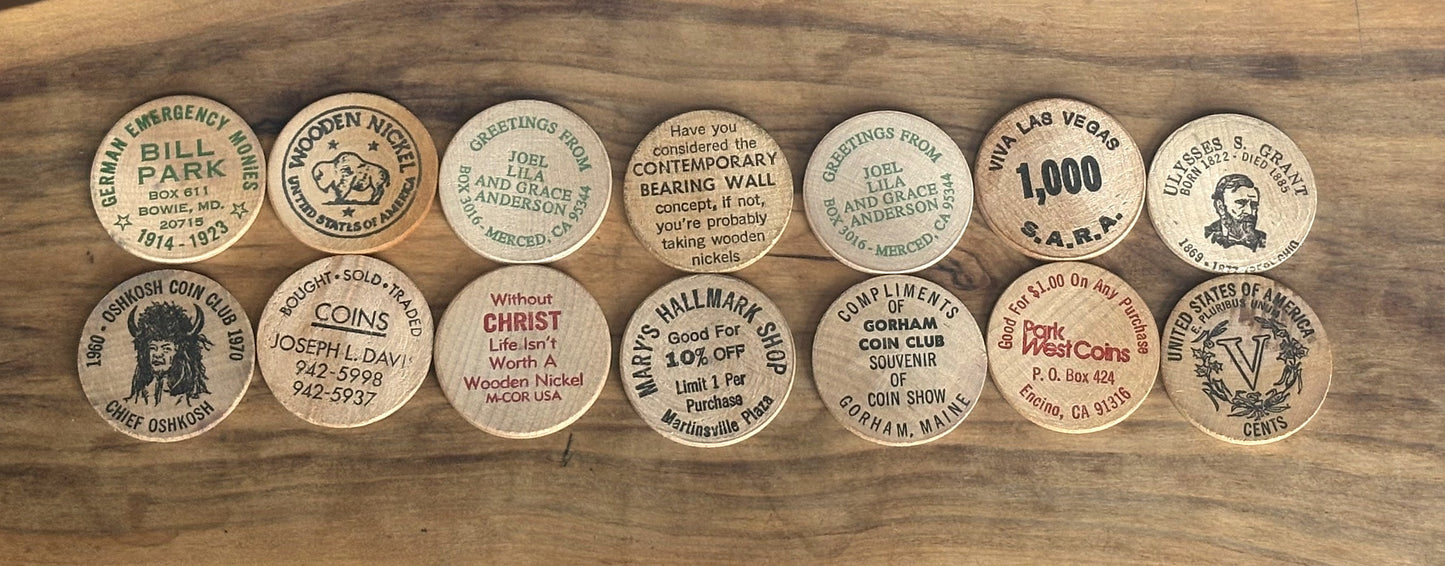 GERMAN EMERGENCY MONIES
BILL
PARK
BOX 611
BOWIE, MD.
20715
1914 - 1923
WOODEN NICKEL
UNITED STATES OF AMERICA
GREETINGS FROM
JOEL
LILA
AND GRACE
ANDERSON
BOX 3016 - MERCED, CA 95344
Have you
considered the
CONTEMPORARY
BEARING WALL
concept, if not,
you're probably
taking wooden
nickels
GREETINGS FROM
JOEL
LILA
AND GRACE
ANDERSON
BOX 3016 - MERCED, CA 95344
VIVA LAS VEGAS
1,000
S.A.R.A.
ULYSSES S. GRANT
BORN 1822 - DIED 1885
1869 - 1877
1960 - OSHKOSH COIN CLUB 1970
CHIEF OSHKOSH
BOUGHT • SOLD • TRADED
COINS
JOSEPH L. DAVIS
942-5998
942-5937
Without
CHRIST
Life Isn't
Worth A
Wooden Nickel
M-COR USA
MARY'S HALLMARK SHOP
Good For
10% OFF
Limit 1 Per
Purchase
Martinsville Plaza
COMPLIMENTS
OF
GORHAM
COIN CLUB
SOUVENIR
OF
COIN SHOW
GORHAM, MAINE
Good For $1.00 On Any Purchase
Park
West Coins
P. O. Box 424
Encino, CA 91316
UNITED STATES OF AMERICA
E. PLURIBUS UNUM
V
CENTS